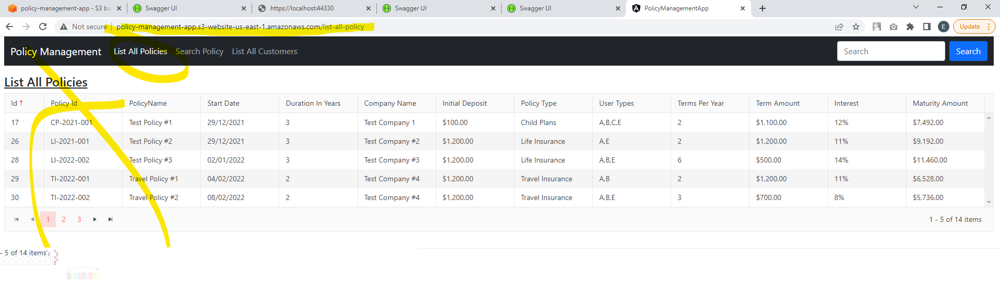 policy-management-app - S3 bu Swagger UI https://localhost:44330 Swagger UI Swagger UI PolicyManagementApp
Not secure policy-management-app.s3-website-us-east-1.amazonaws.com/list-all-policy E Update
Policy Management List All Policies Search Policy List All Customers Search Search
List All Policies
Id Policy Id PolicyName Start Date Duration In Years Company Name Initial Deposit Policy Type User Types Terms Per Year Term Amount Interest Maturity Amount
17 CP-2021-001 Test Policy #1 29/12/2021 3 Test Company 1 $100.00 Child Plans A,B,C,E 2 $1,100.00 12% $7,492.00
26 LI-2021-001 Test Policy #2 29/12/2021 3 Test Company #2 $1,200.00 Life Insurance A,E 2 $1,200.00 11% $9,192.00
28 LI-2022-002 Test Policy #3 02/01/2022 3 Test Company #3 $1,200.00 Life Insurance A,B,E 6 $500.00 14% $11,460.00
29 TI-2022-001 Travel Policy #1 04/02/2022 2 Test Company #4 $1,200.00 Travel Insurance A,B 2 $1,200.00 11% $6,528.00
30 TI-2022-002 Travel Policy #2 08/02/2022 2 Test Company #4 $1,200.00 Travel Insurance A,B,E 3 $700.00 8% $5,736.00
1 2 3 1 - 5 of 14 items
- 5 of 14 items